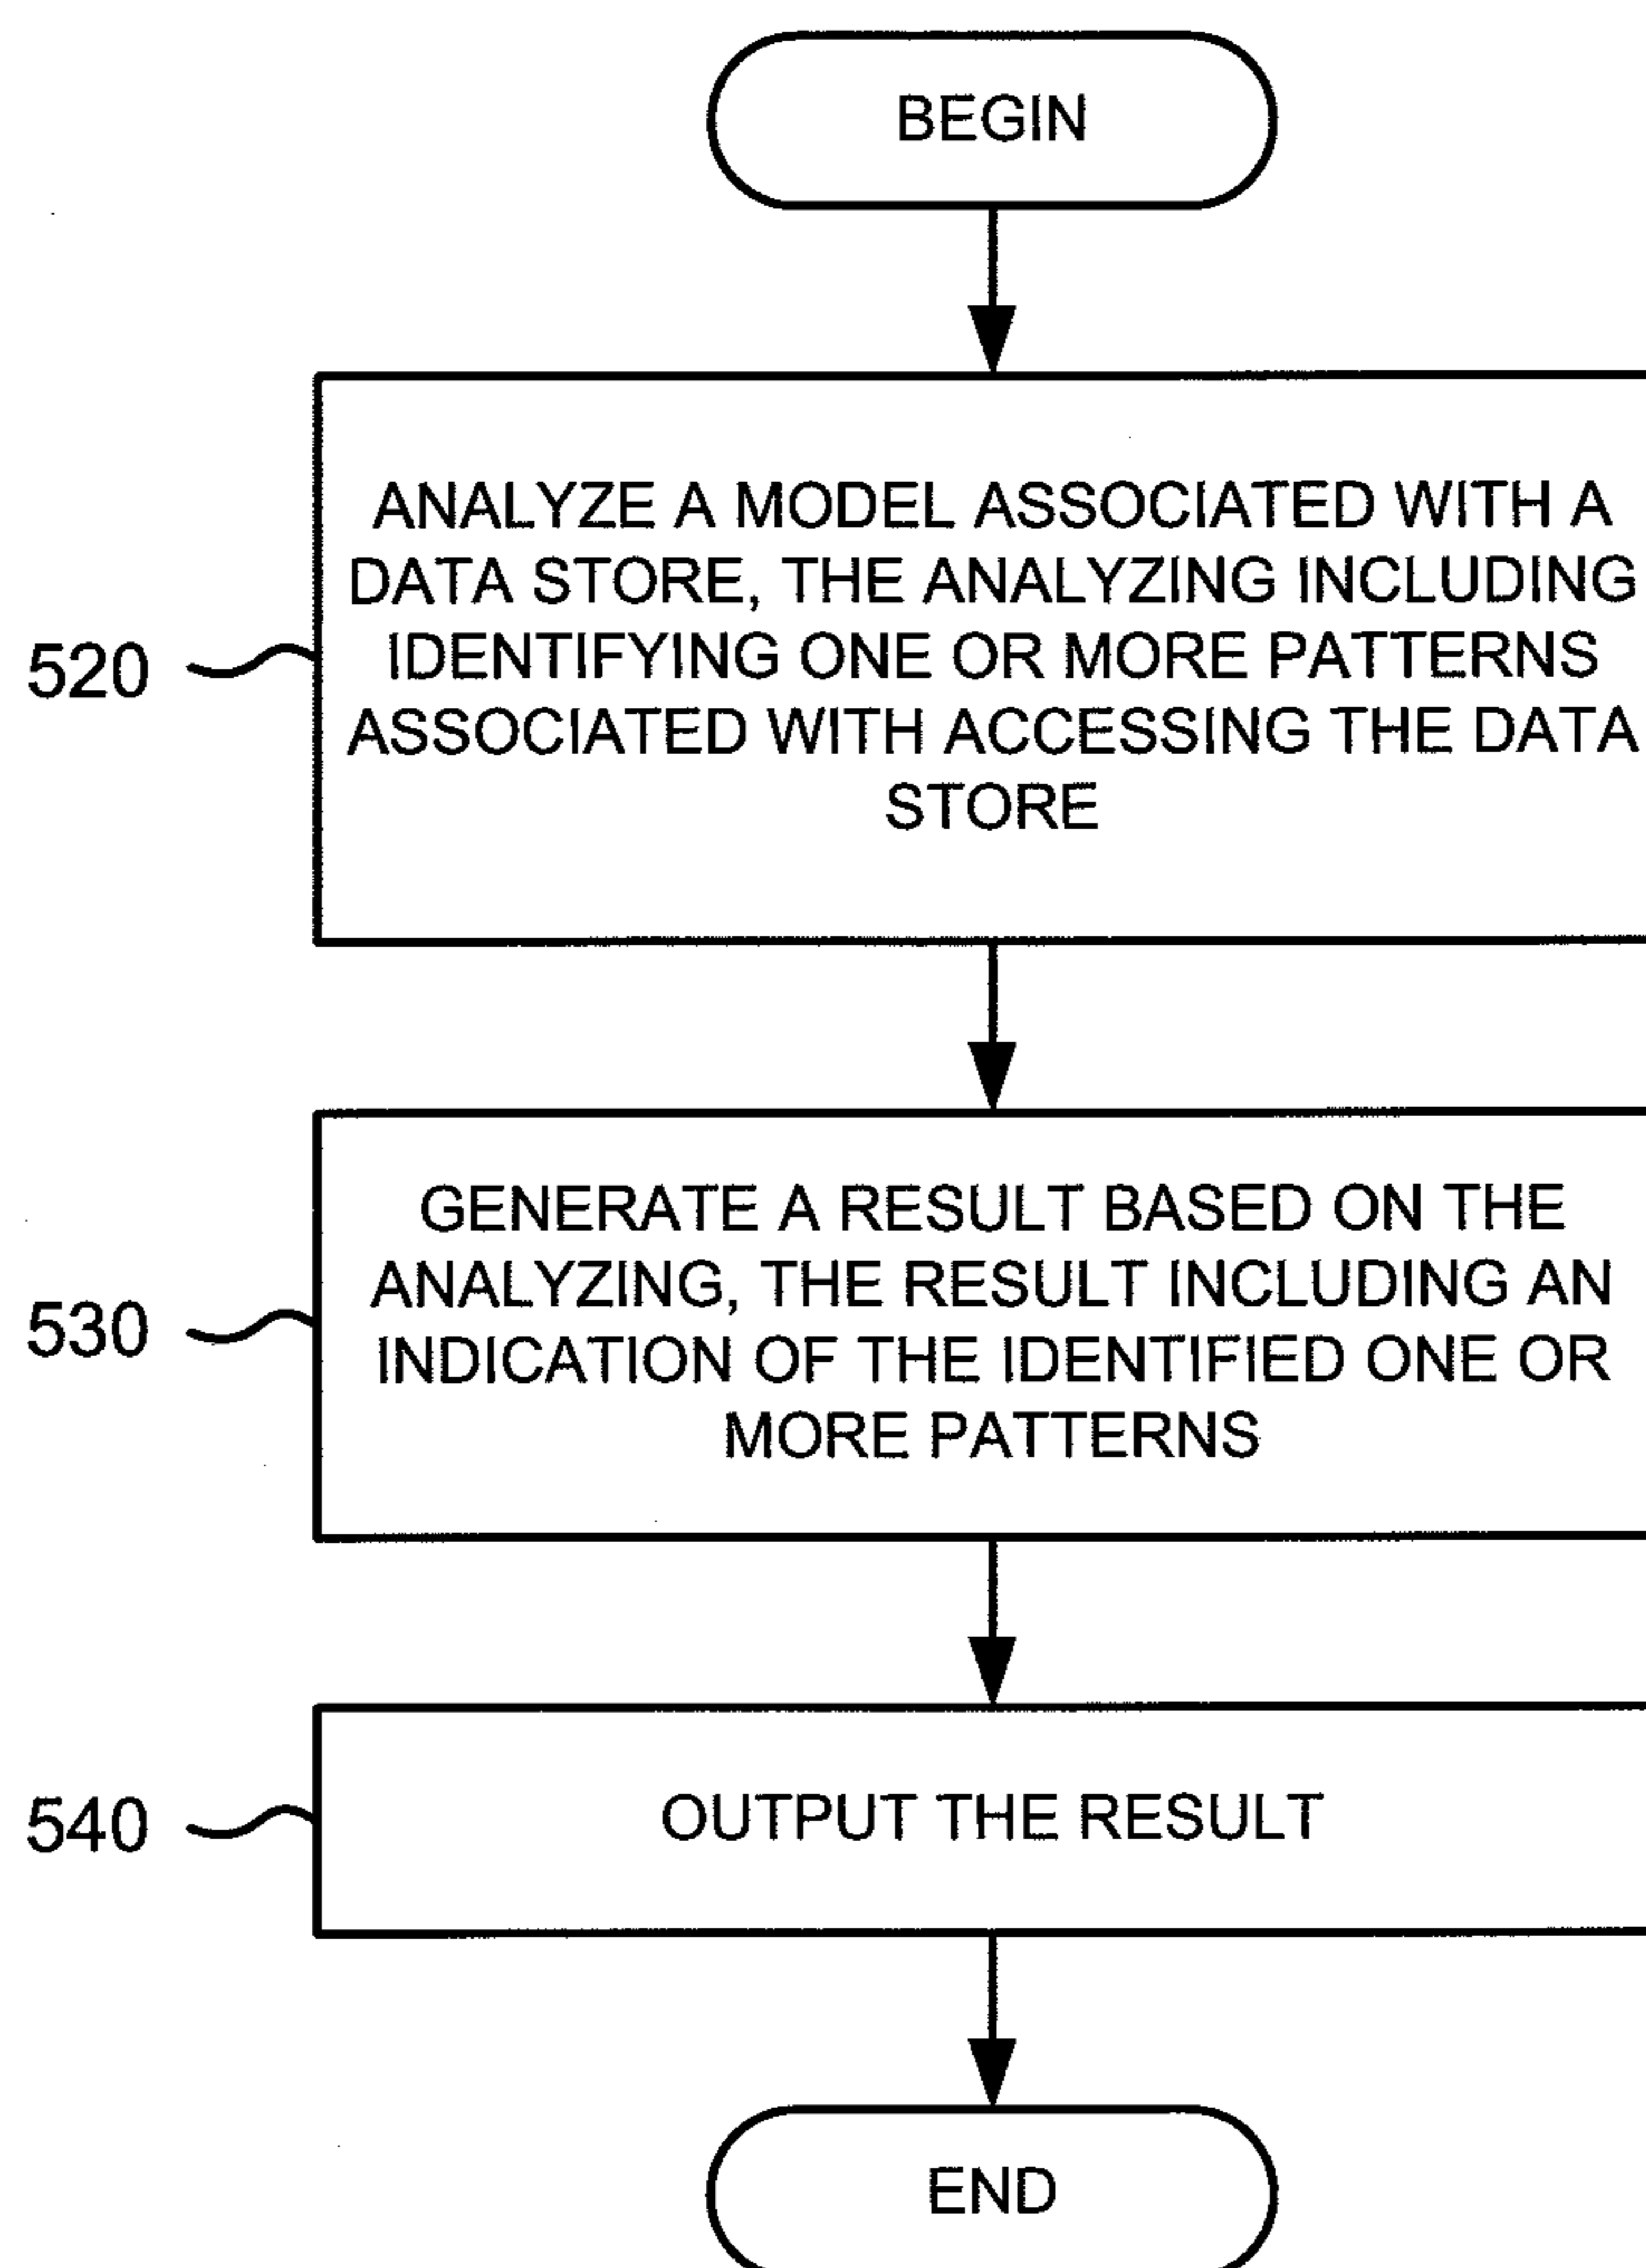 BEGIN
ANALYZE A MODEL ASSOCIATED WITH A
DATA STORE, THE ANALYZING INCLUDING
IDENTIFYING ONE OR MORE PATTERNS
ASSOCIATED WITH ACCESSING THE DATA
STORE
520
GENERATE A RESULT BASED ON THE
ANALYZING, THE RESULT INCLUDING AN
INDICATION OF THE IDENTIFIED ONE OR
MORE PATTERNS
530
OUTPUT THE RESULT
540
END